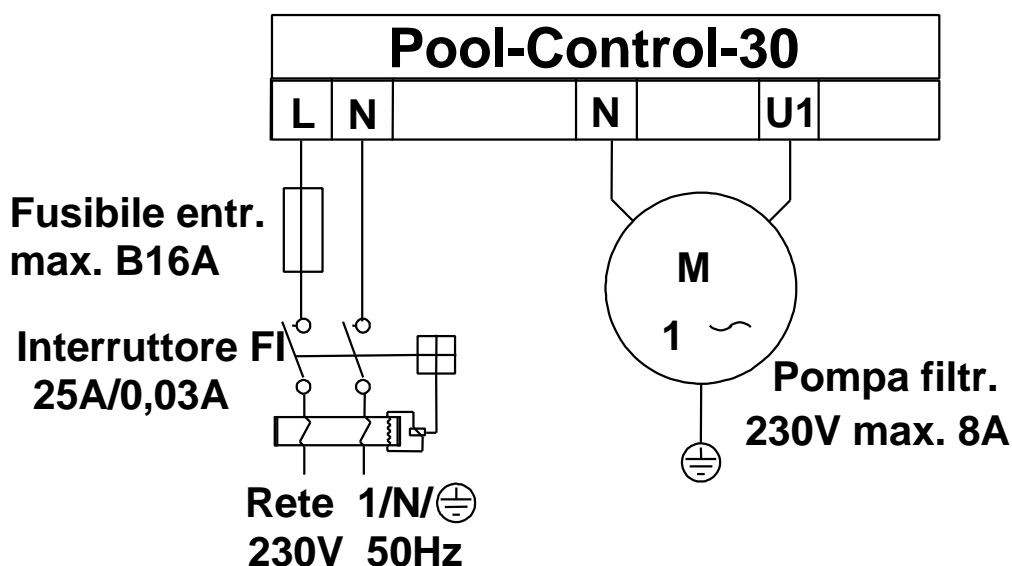 Pool-Control-30
L N N U1
Fusibile entr.
max. B16A
M
1
Interruttore FI
25A/0,03A
Pompa filtr.
230V max. 8A
Rete 1/N/
230V 50Hz